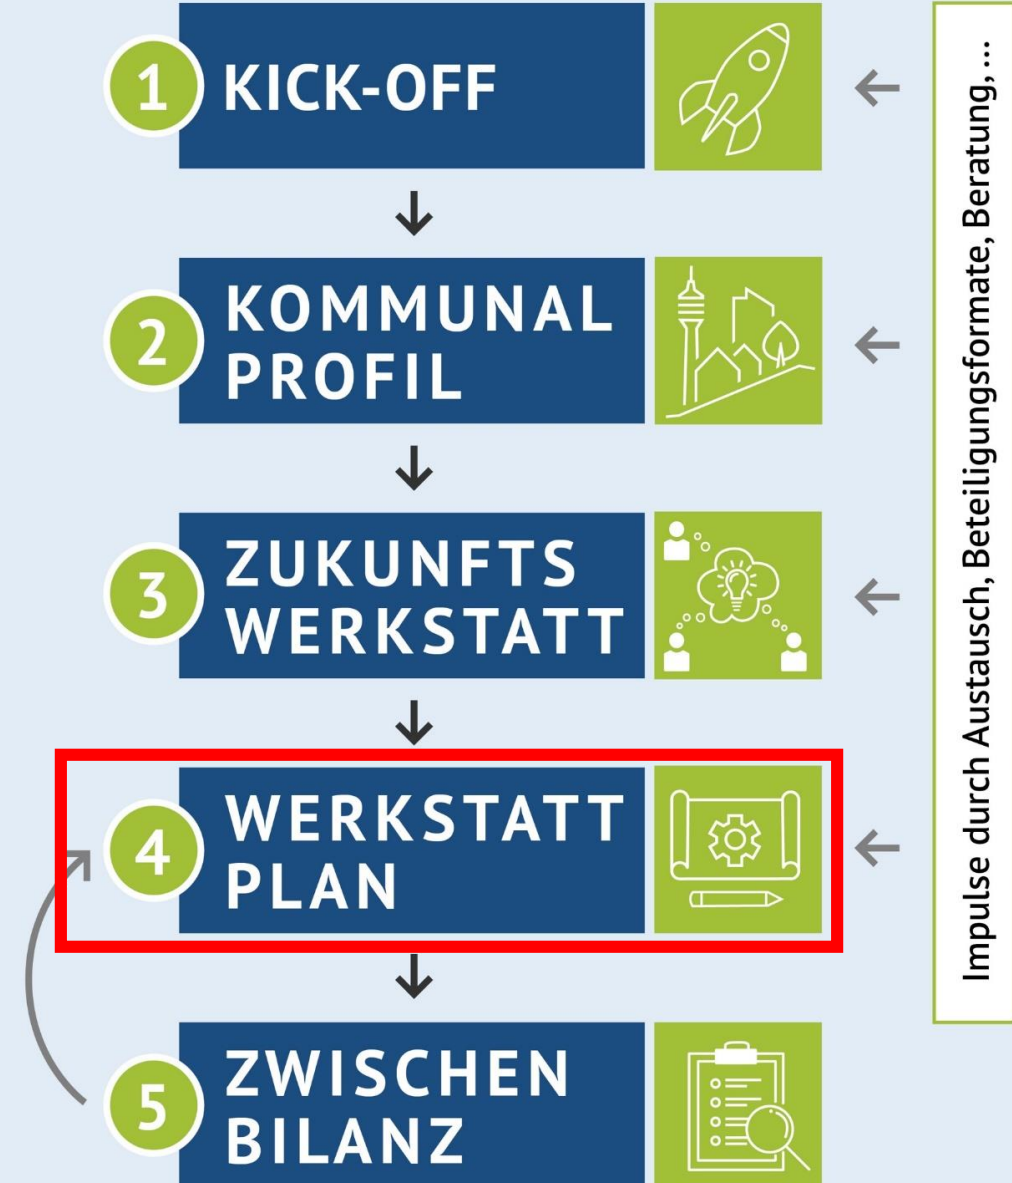 1 KICK-OFF
2 KOMMUNAL
PROFIL
3 ZUKUNFTS
WERKSTATT
4 WERKSTATT
PLAN
5 ZWISCHEN
BILANZ
Impulse durch Austausch, Beteiligungsformate, Beratung, ...